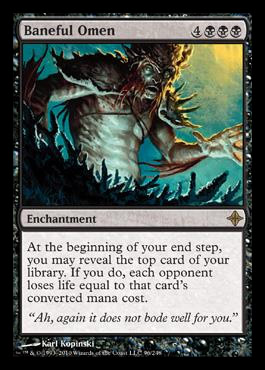 Baneful Omen 4
Enchantment
At the beginning of your end step,
you may reveal the top card of your
library. If you do, each opponent
loses life equal to that card's
converted mana cost.
"Ah, again it does not bode well for you."
Karl Kopinski
™ & © 1993–2010 Wizards of the Coast LLC 96/248